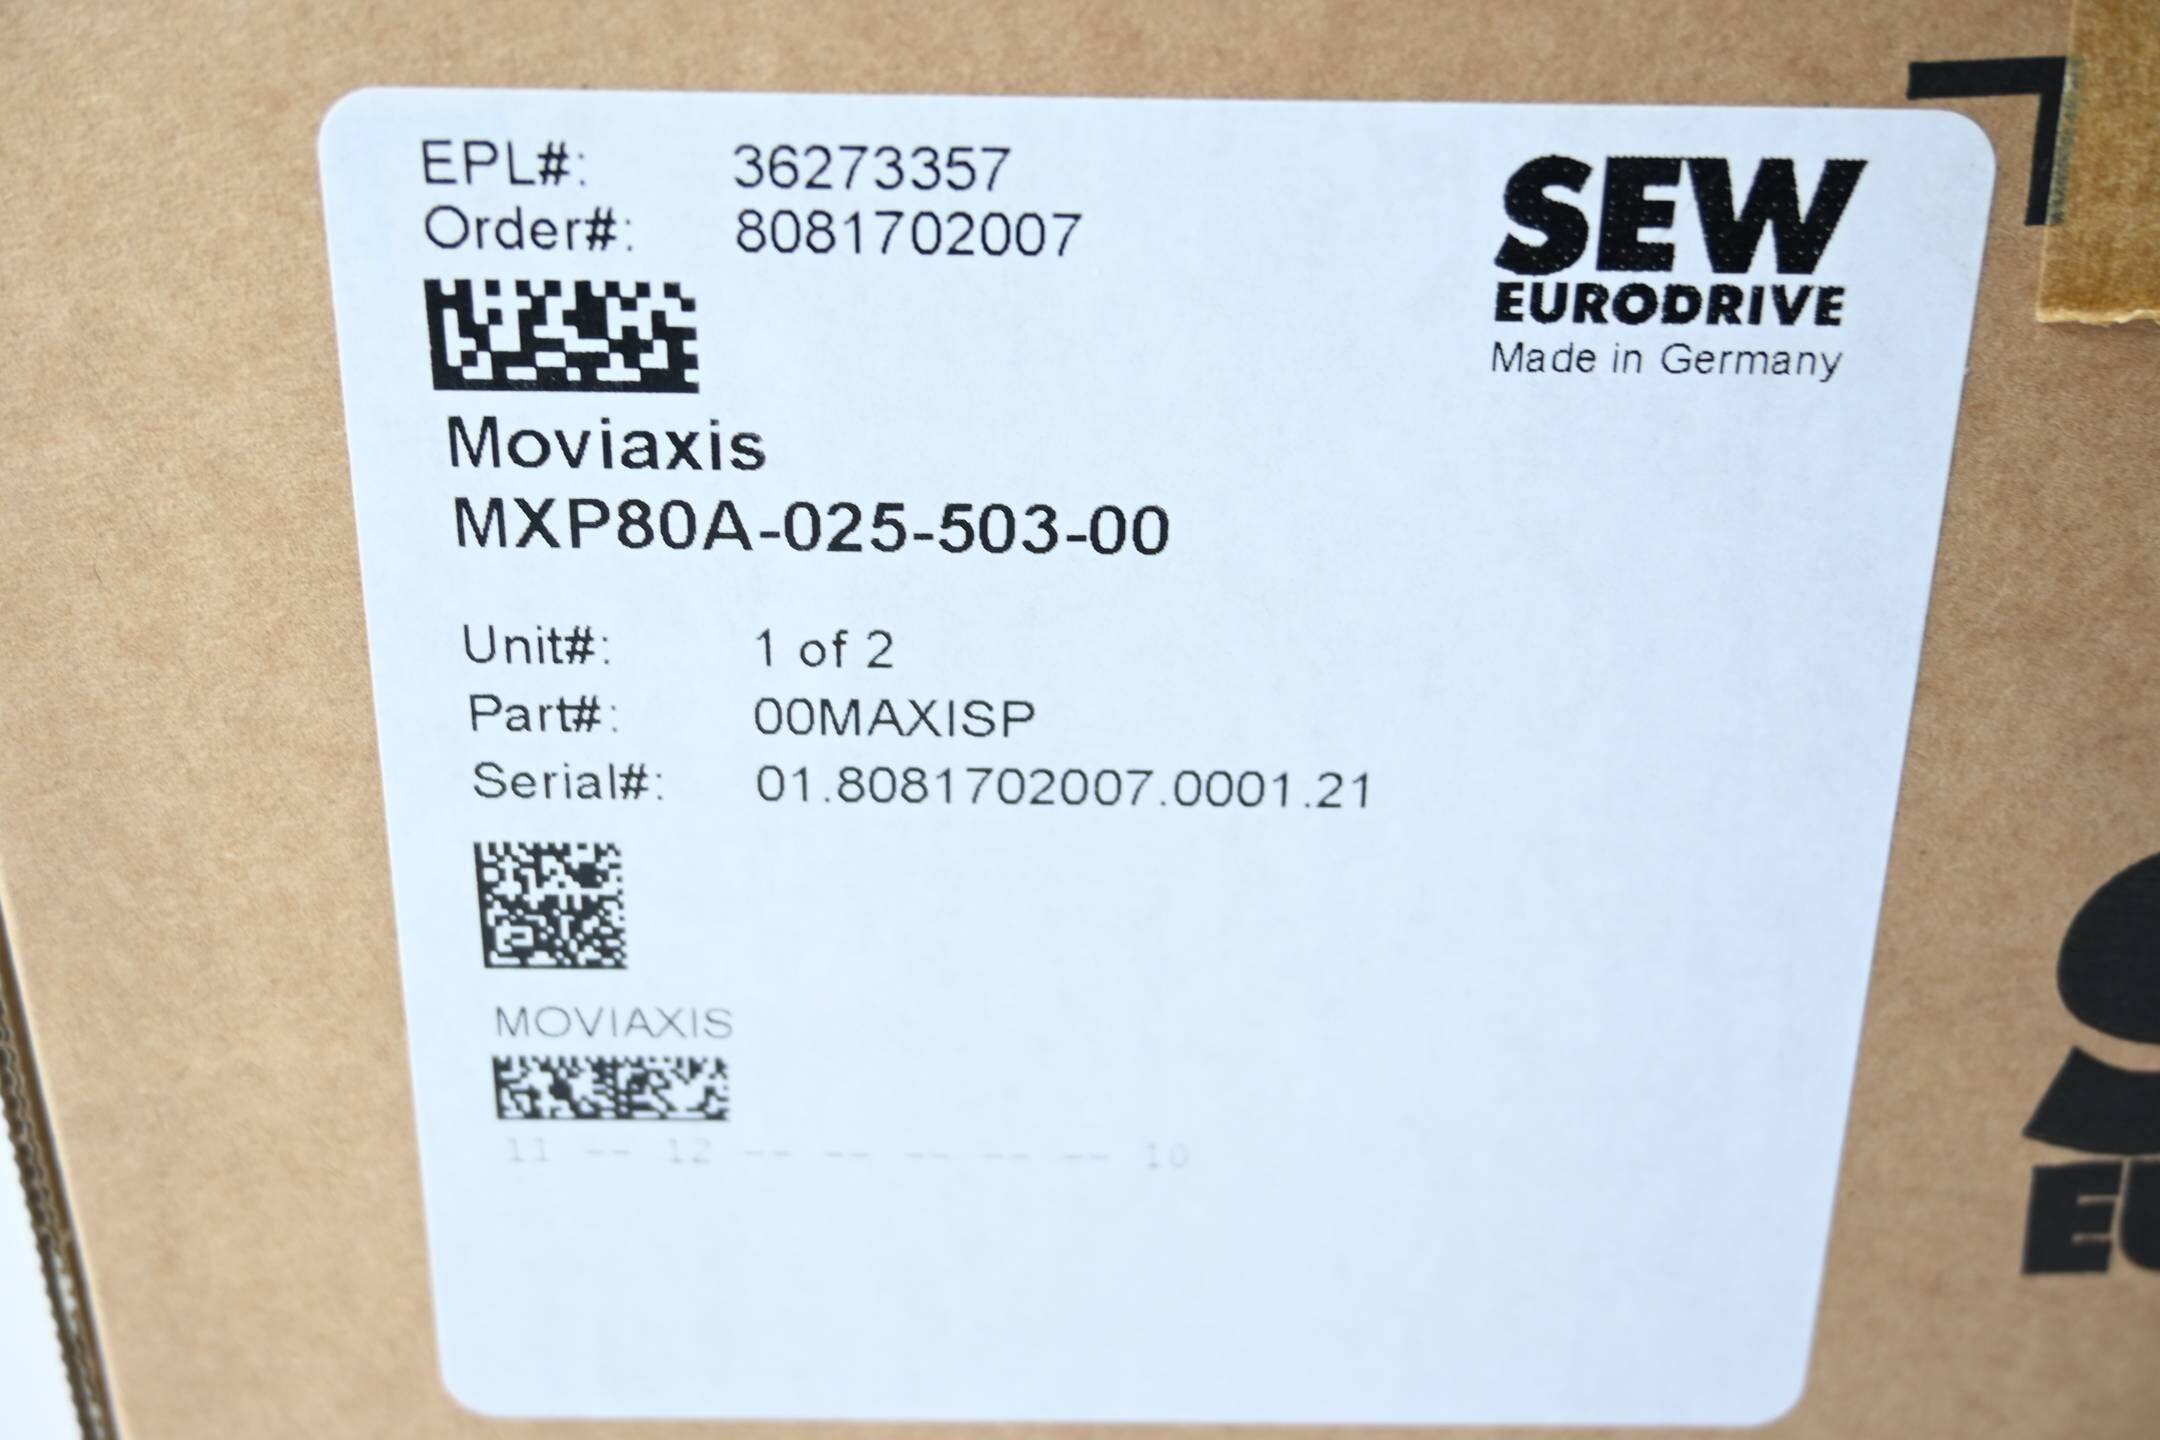 EPL#: 36273357
Order#: 8081702007
SEW
EURODRIVE
Made in Germany
Moviaxis
MXP80A-025-503-00
Unit#: 1 of 2
Part#: 00MAXISP
Serial#: 01.8081702007.0001.21
MOVIAXIS
11 -- 12 -- -- -- -- -- 10
EU